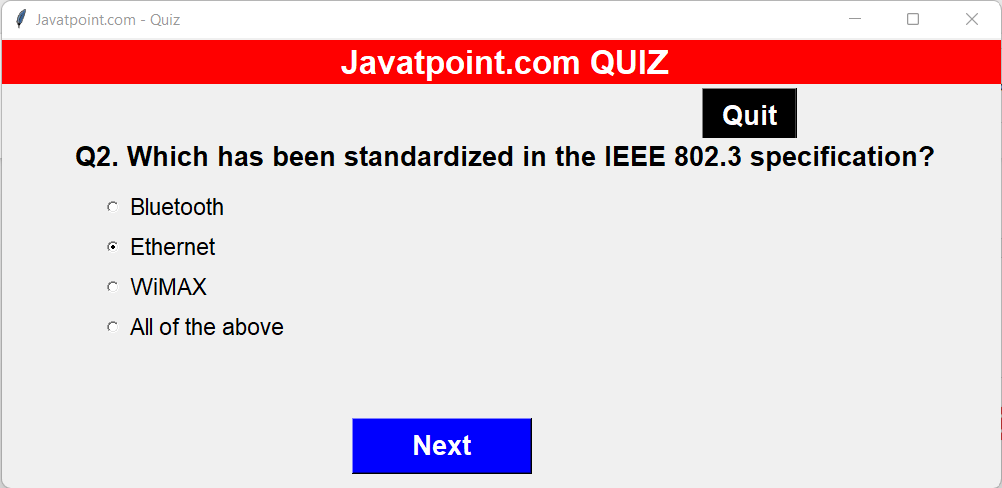 Javatpoint.com - Quiz
Javatpoint.com QUIZ
Quit
Q2. Which has been standardized in the IEEE 802.3 specification?
Bluetooth
Ethernet
WiMAX
All of the above
Next